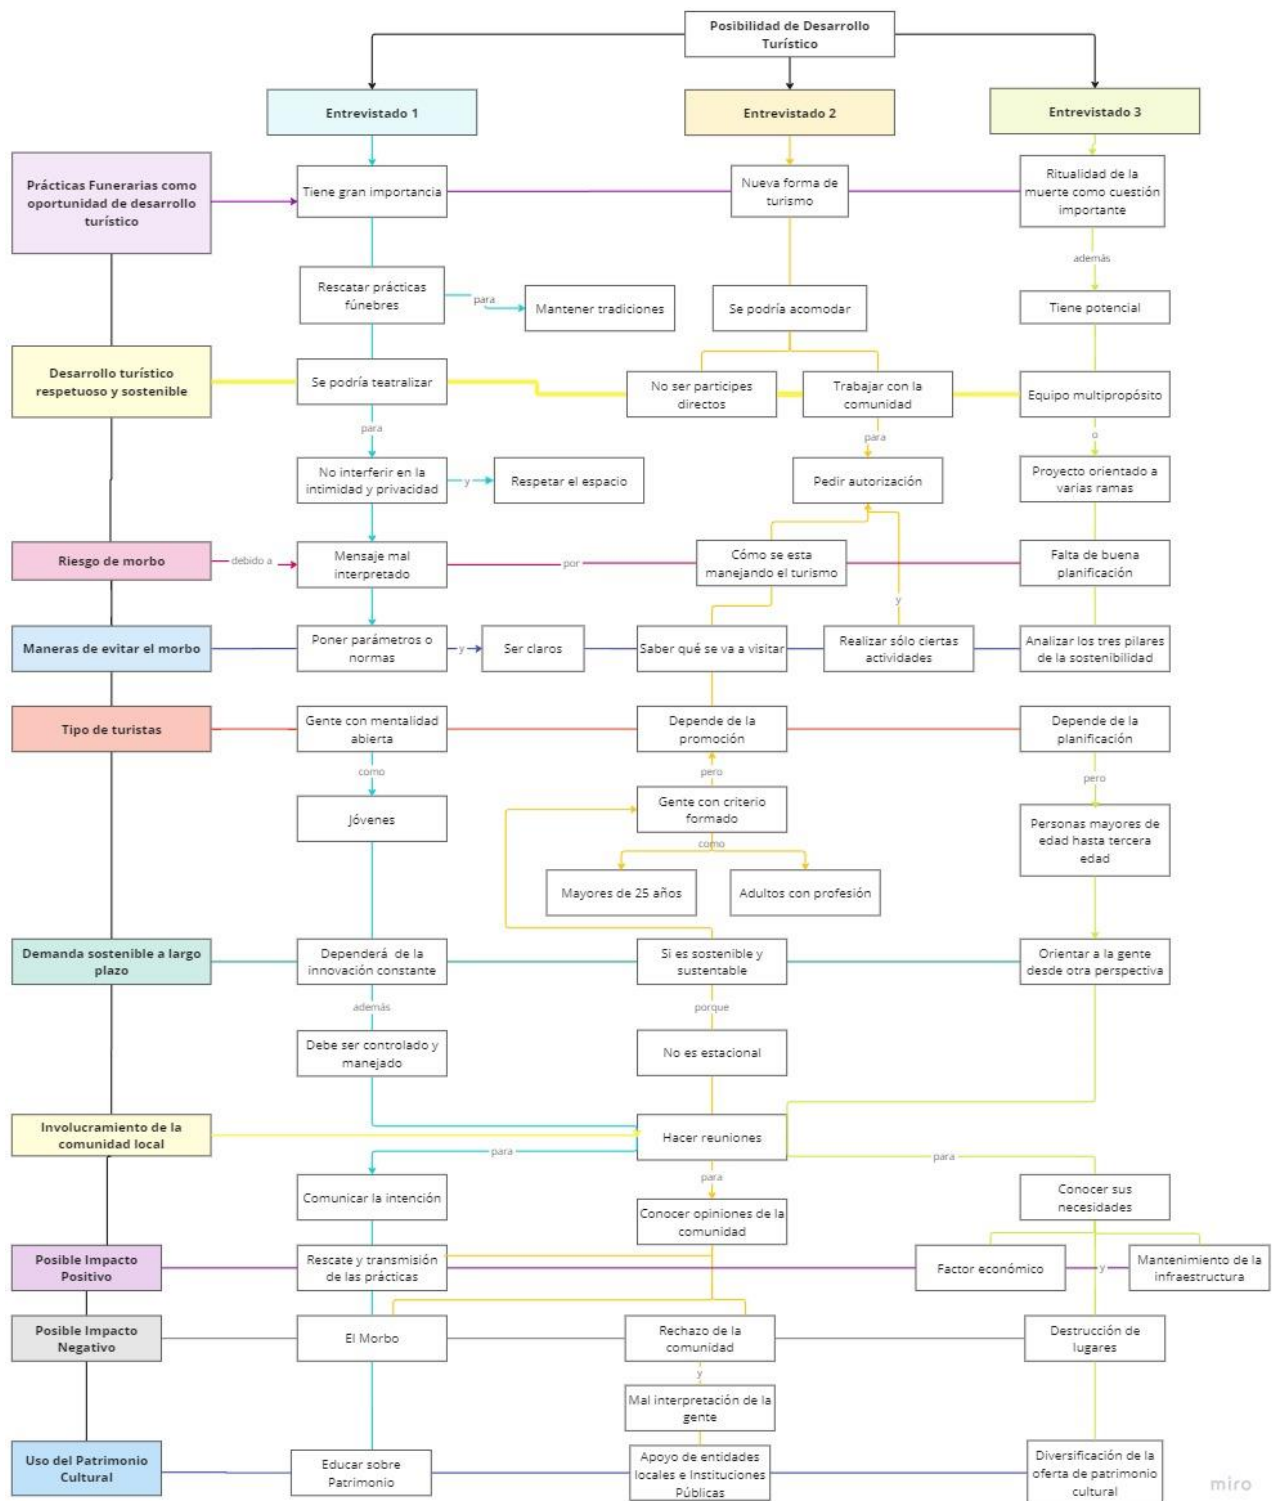 Posibilidad de Desarrollo
Turístico
Entrevistado 1
Entrevistado 2
Entrevistado 3
Prácticas Funerarias como
oportunidad de desarrollo
turístico
Tiene gran importancia
Nueva forma de
turismo
Ritualidad de la
muerte como cuestión
importante
además
Rescatar prácticas
fúnebres
para
Mantener tradiciones
Se podría acomodar
Tiene potencial
Desarrollo turístico
respetuoso y sostenible
Se podría teatralizar
No ser participes
directos
Trabajar con la
comunidad
Equipo multipropósito
para
para
o
No interferir en la
intimidad y privacidad
y
Respetar el espacio
Pedir autorización
Proyecto orientado a
varias ramas
Riesgo de morbo
debido a
Mensaje mal
interpretado
por
Cómo se esta
manejando el turismo
Falta de buena
planificación
y
Maneras de evitar el morbo
Poner parámetros o
normas
y
Ser claros
Saber qué se va a visitar
Realizar sólo ciertas
actividades
Analizar los tres pilares
de la sostenibilidad
Tipo de turistas
Gente con mentalidad
abierta
Depende de la
promoción
Depende de la
planificación
como
pero
pero
Jóvenes
Gente con criterio
formado
Personas mayores de
edad hasta tercera
edad
como
Mayores de 25 años
Adultos con profesión
Demanda sostenible a largo
plazo
Dependerá de la
innovación constante
Si es sostenible y
sustentable
Orientar a la gente
desde otra perspectiva
además
porque
Debe ser controlado y
manejado
No es estacional
Involucramiento de la
comunidad local
Hacer reuniones
para
para
para
Comunicar la intención
Conocer opiniones de la
comunidad
Conocer sus
necesidades
Posible Impacto
Positivo
Rescate y transmisión
de las prácticas
Factor económico
y
Mantenimiento de la
infraestructura
Posible Impacto
Negativo
El Morbo
Rechazo de la
comunidad
Destrucción de
lugares
y
Mal interpretación de la
gente
Uso del Patrimonio
Cultural
Educar sobre
Patrimonio
Apoyo de entidades
locales e Instituciones
Públicas
Diversificación de la
oferta de patrimonio
cultural
miro